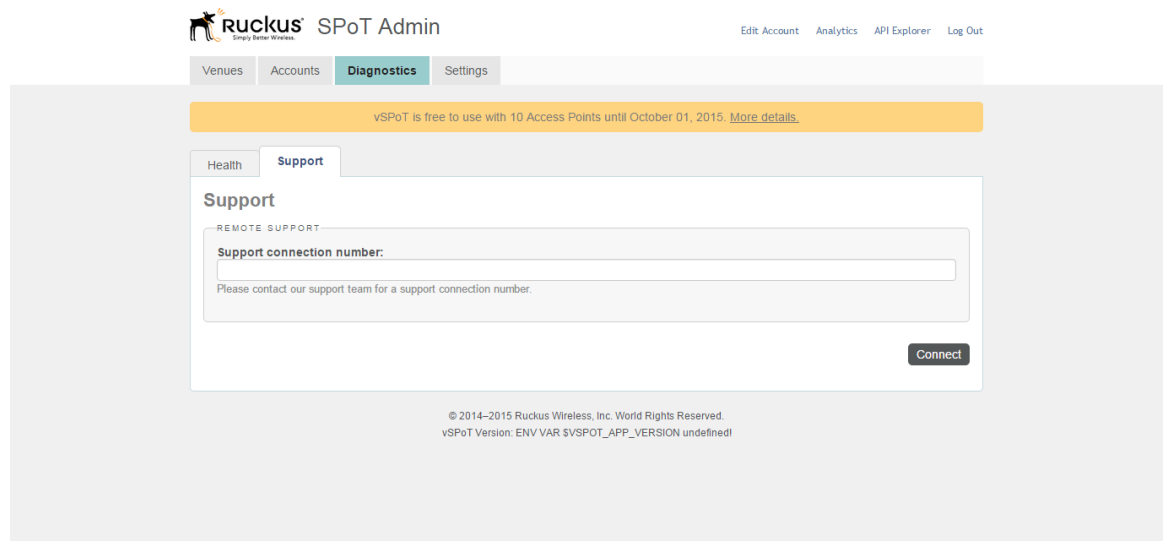 Ruckus SPoT Admin
Simply Better Wireless.
Edit Account Analytics API Explorer Log Out
Venues Accounts Diagnostics Settings
vSPoT is free to use with 10 Access Points until October 01, 2015. More details.
Health Support
Support
REMOTE SUPPORT
Support connection number:
Please contact our support team for a support connection number.
Connect
© 2014–2015 Ruckus Wireless, Inc. World Rights Reserved.
vSPoT Version: ENV VAR $VSPOT_APP_VERSION undefined!